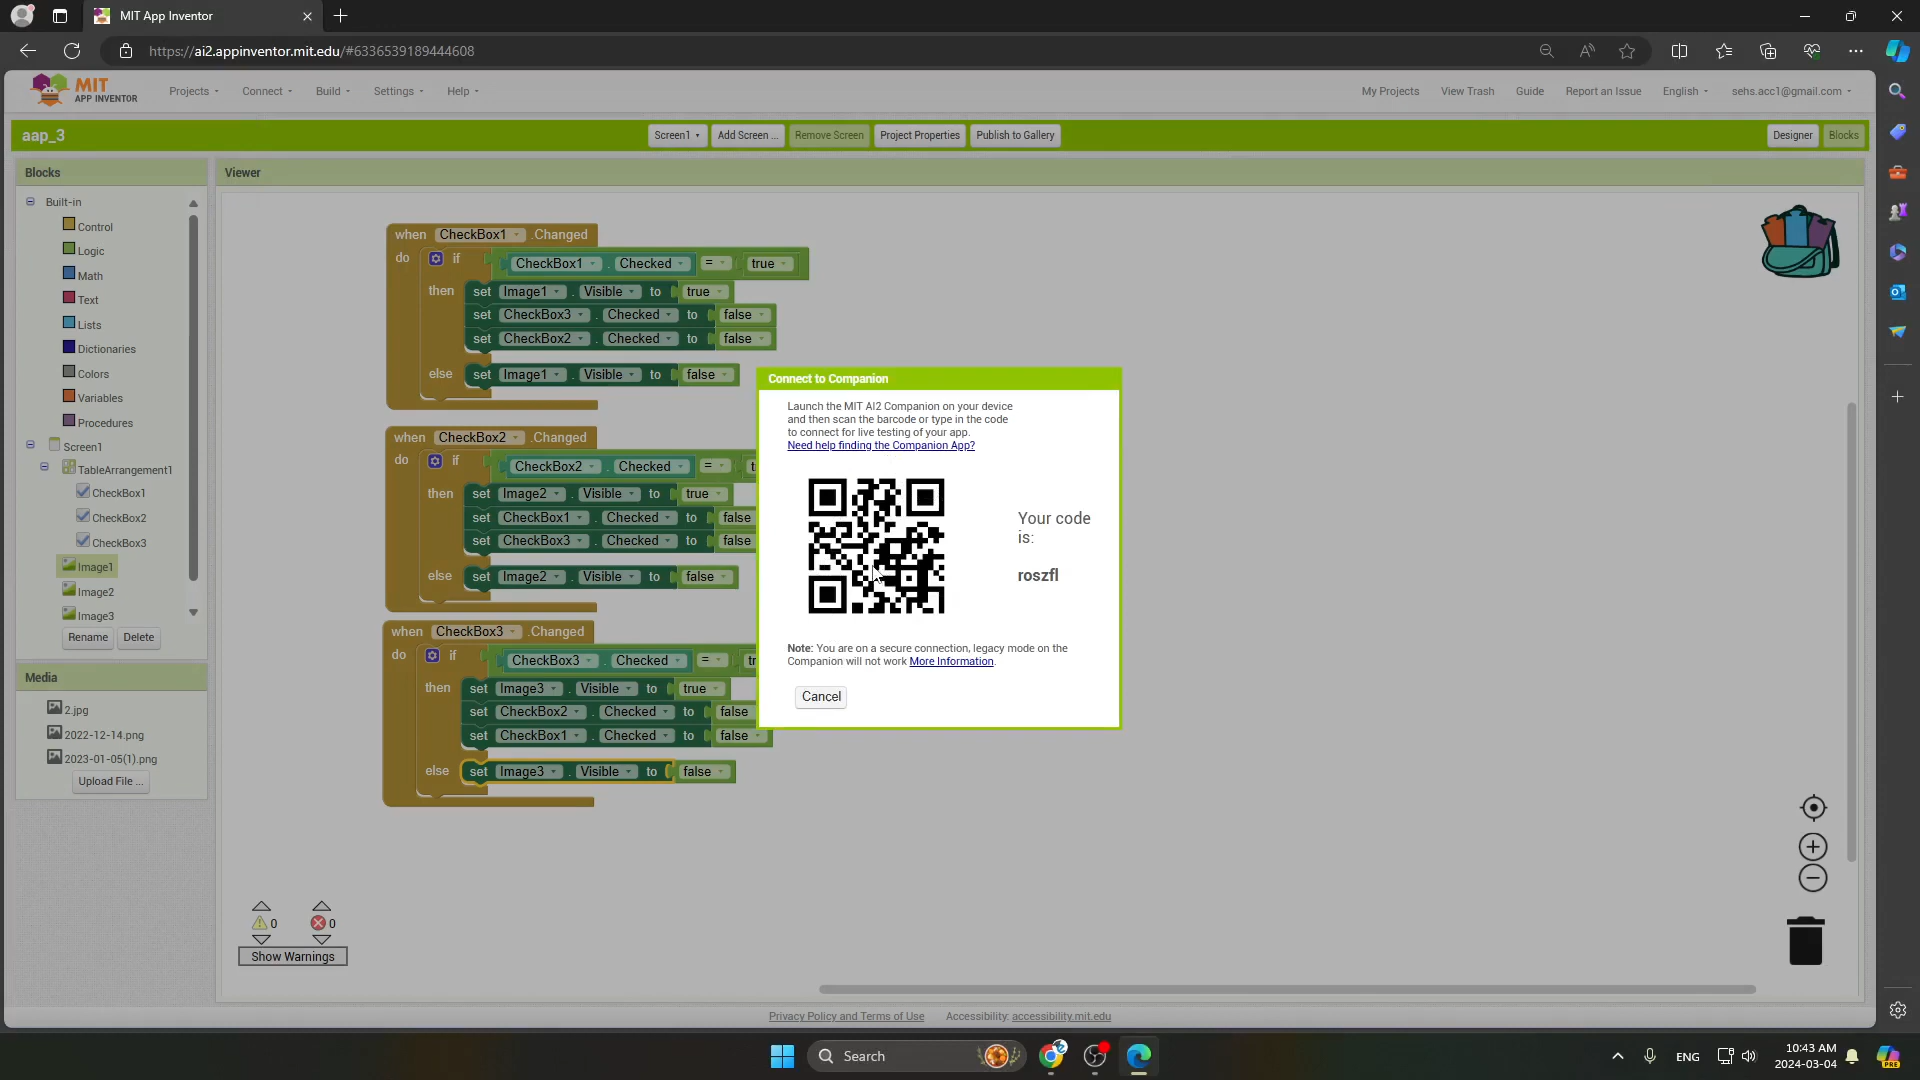 MIT App Inventor
https://ai2.appinventor.mit.edu/#6336539189444608
MIT
APP INVENTOR
Projects
Connect
Build
Settings
Help
My Projects
View Trash
Guide
Report an Issue
English
sehs.acc1@gmail.com
aap_3
Screen1
Add Screen ...
Remove Screen
Project Properties
Publish to Gallery
Designer
Blocks
Blocks
Built-in
Control
Logic
Math
Text
Lists
Dictionaries
Colors
Variables
Procedures
Screen1
TableArrangement1
CheckBox1
CheckBox2
CheckBox3
Image1
Image2
Image3
Rename
Delete
Media
2.jpg
2022-12-14.png
2023-01-05(1).png
Upload File ...
Viewer
when CheckBox1 .Changed
do if CheckBox1 . Checked = true
then set Image1 . Visible to true
set CheckBox3 . Checked to false
set CheckBox2 . Checked to false
else set Image1 . Visible to false
when CheckBox2 .Changed
do if CheckBox2 . Checked =
then set Image2 . Visible to true
set CheckBox1 . Checked to false
set CheckBox3 . Checked to false
else set Image2 . Visible to false
when CheckBox3 .Changed
do if CheckBox3 . Checked =
then set Image3 . Visible to true
set CheckBox2 . Checked to false
set CheckBox1 . Checked to false
else set Image3 . Visible to false
Connect to Companion
Launch the MIT AI2 Companion on your device
and then scan the barcode or type in the code
to connect for live testing of your app.
Need help finding the Companion App?
Your code
is:
roszfl
Note: You are on a secure connection, legacy mode on the
Companion will not work More Information.
Cancel
0
0
Show Warnings
Privacy Policy and Terms of Use
Accessibility: accessibility.mit.edu
Search
ENG
10:43 AM
2024-03-04
PRE